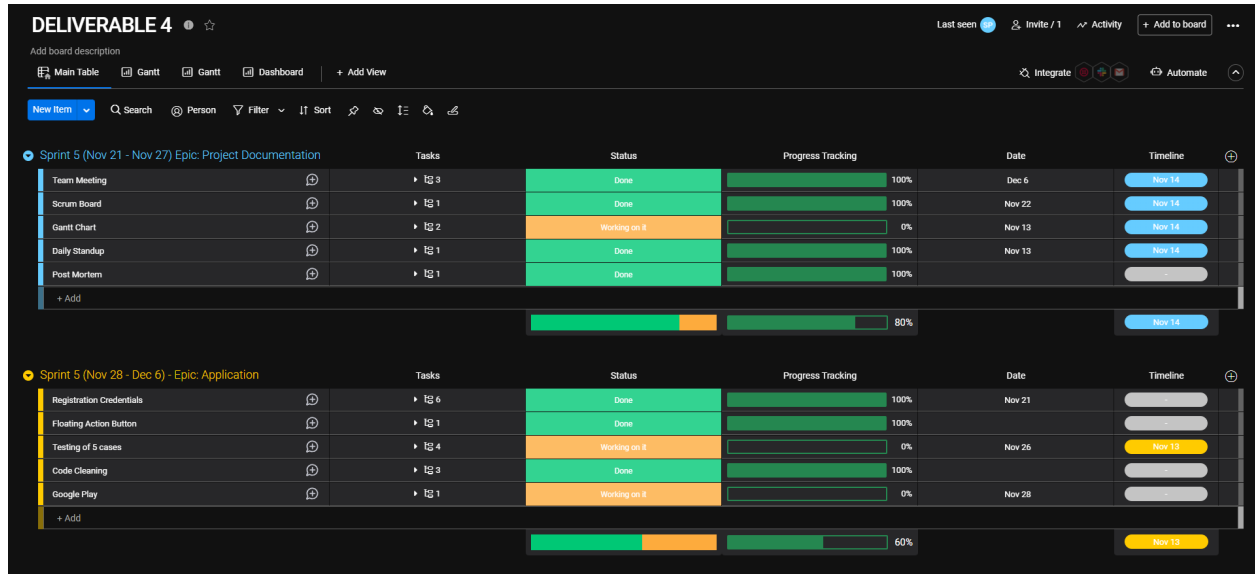 DELIVERABLE 4
Last seen SP Invite / 1 Activity + Add to board
Add board description
Main Table Gantt Gantt Dashboard + Add View Integrate Automate
New Item Search Person Filter Sort
Sprint 5 (Nov 21 - Nov 27) Epic: Project Documentation Tasks Status Progress Tracking Date Timeline
Team Meeting 3 Done 100% Dec 6 Nov 14
Scrum Board 1 Done 100% Nov 22 Nov 14
Gantt Chart 2 Working on it 0% Nov 13 Nov 14
Daily Standup 1 Done 100% Nov 13 Nov 14
Post Mortem 1 Done 100% -
+ Add
80% Nov 14
Sprint 5 (Nov 28 - Dec 6) - Epic: Application Tasks Status Progress Tracking Date Timeline
Registration Credentials 6 Done 100% Nov 21 -
Floating Action Button 1 Done 100% -
Testing of 5 cases 4 Working on it 0% Nov 26 Nov 13
Code Cleaning 3 Done 100% -
Google Play 1 Working on it 0% Nov 28 -
+ Add
60% Nov 13